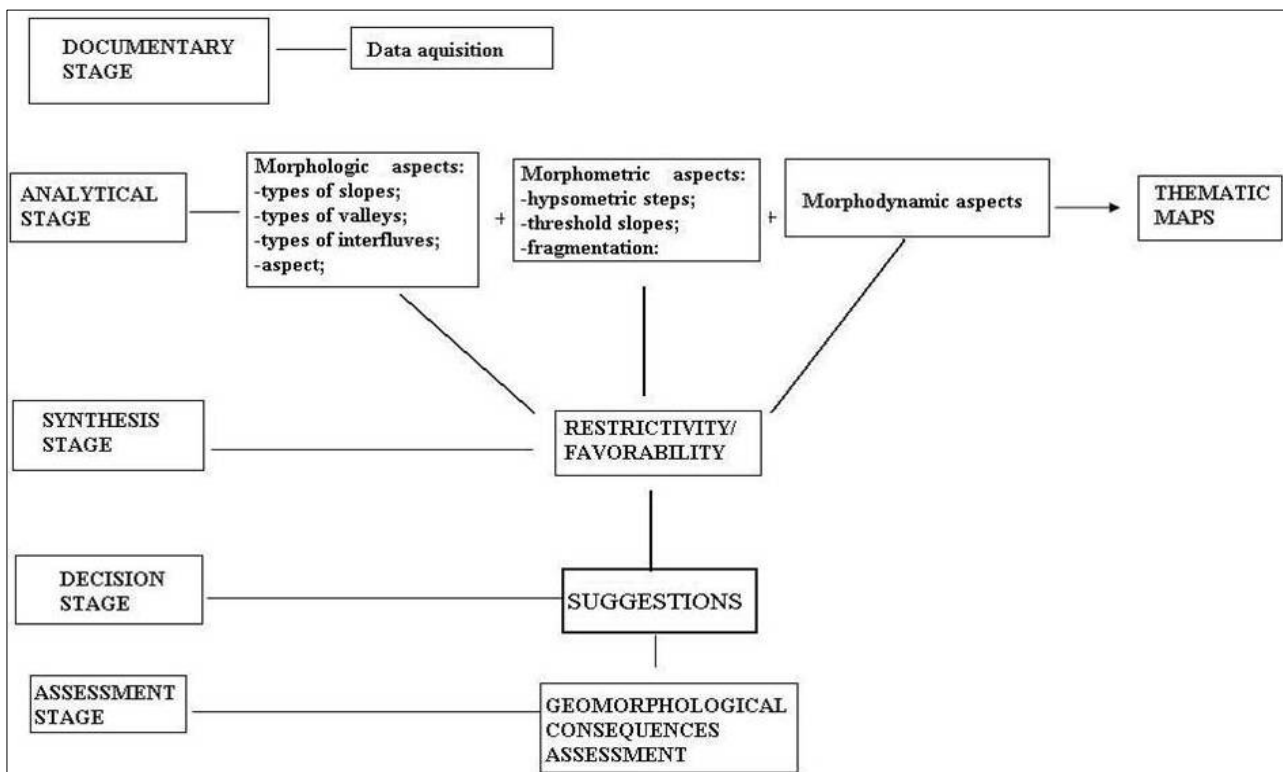 DOCUMENTARY
STAGE
Data aquisition
ANALYTICAL
STAGE
Morphologic aspects:
-types of slopes;
-types of valleys;
-types of interfluves;
-aspect;
+
Morphometric aspects:
-hypsometric steps;
-threshold slopes;
-fragmentation:
+
Morphodynamic aspects
THEMATIC
MAPS
SYNTHESIS
STAGE
RESTRICTIVITY/
FAVORABILITY
DECISION
STAGE
SUGGESTIONS
ASSESSMENT
STAGE
GEOMORPHOLOGICAL
CONSEQUENCES
ASSESSMENT